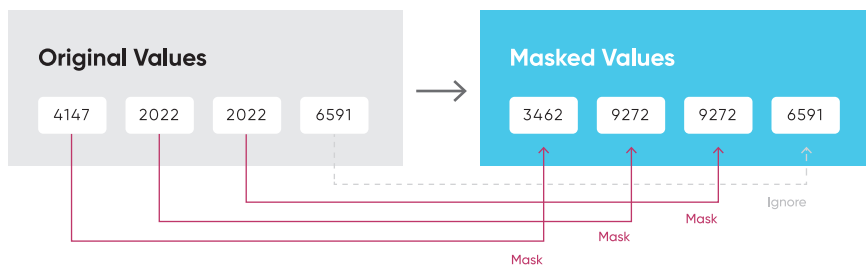 Original Values
4147 2022 2022 6591
Masked Values
3462 9272 9272 6591
Ignore
Mask
Mask
Mask